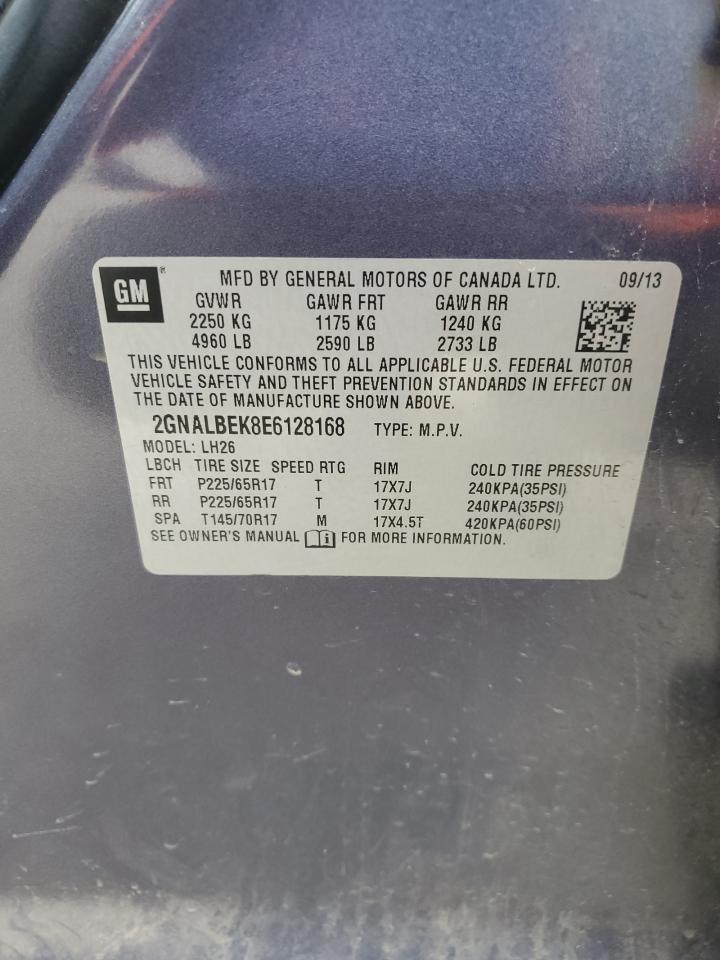 GM® MFD BY GENERAL MOTORS OF CANADA LTD. 09/13
GVWR GAWR FRT GAWR RR
2250 KG 1175 KG 1240 KG
4960 LB 2590 LB 2733 LB
THIS VEHICLE CONFORMS TO ALL APPLICABLE U.S. FEDERAL MOTOR
VEHICLE SAFETY AND THEFT PREVENTION STANDARDS IN EFFECT ON
THE DATE OF MANUFACTURE SHOWN ABOVE.
2GNALBEK8E6128168 TYPE: M.P.V.
MODEL: LH26
LBCH TIRE SIZE SPEED RTG RIM COLD TIRE PRESSURE
FRT P225/65R17 T 17X7J 240KPA(35PSI)
RR P225/65R17 T 17X7J 240KPA(35PSI)
SPA T145/70R17 M 17X4.5T 420KPA(60PSI)
SEE OWNER'S MANUAL i FOR MORE INFORMATION.